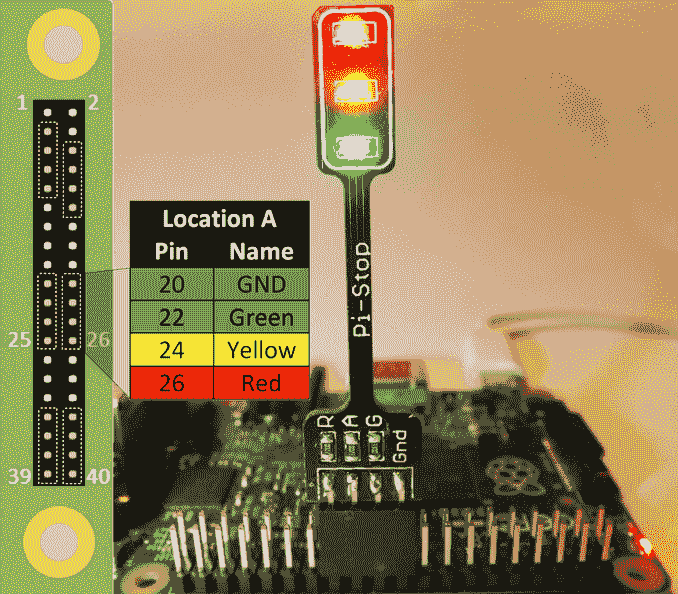 1 2
Location A
Pin Name
20 GND
22 Green
24 Yellow
26 Red
25 26
39 40
Pi-Stop
R A G Gnd